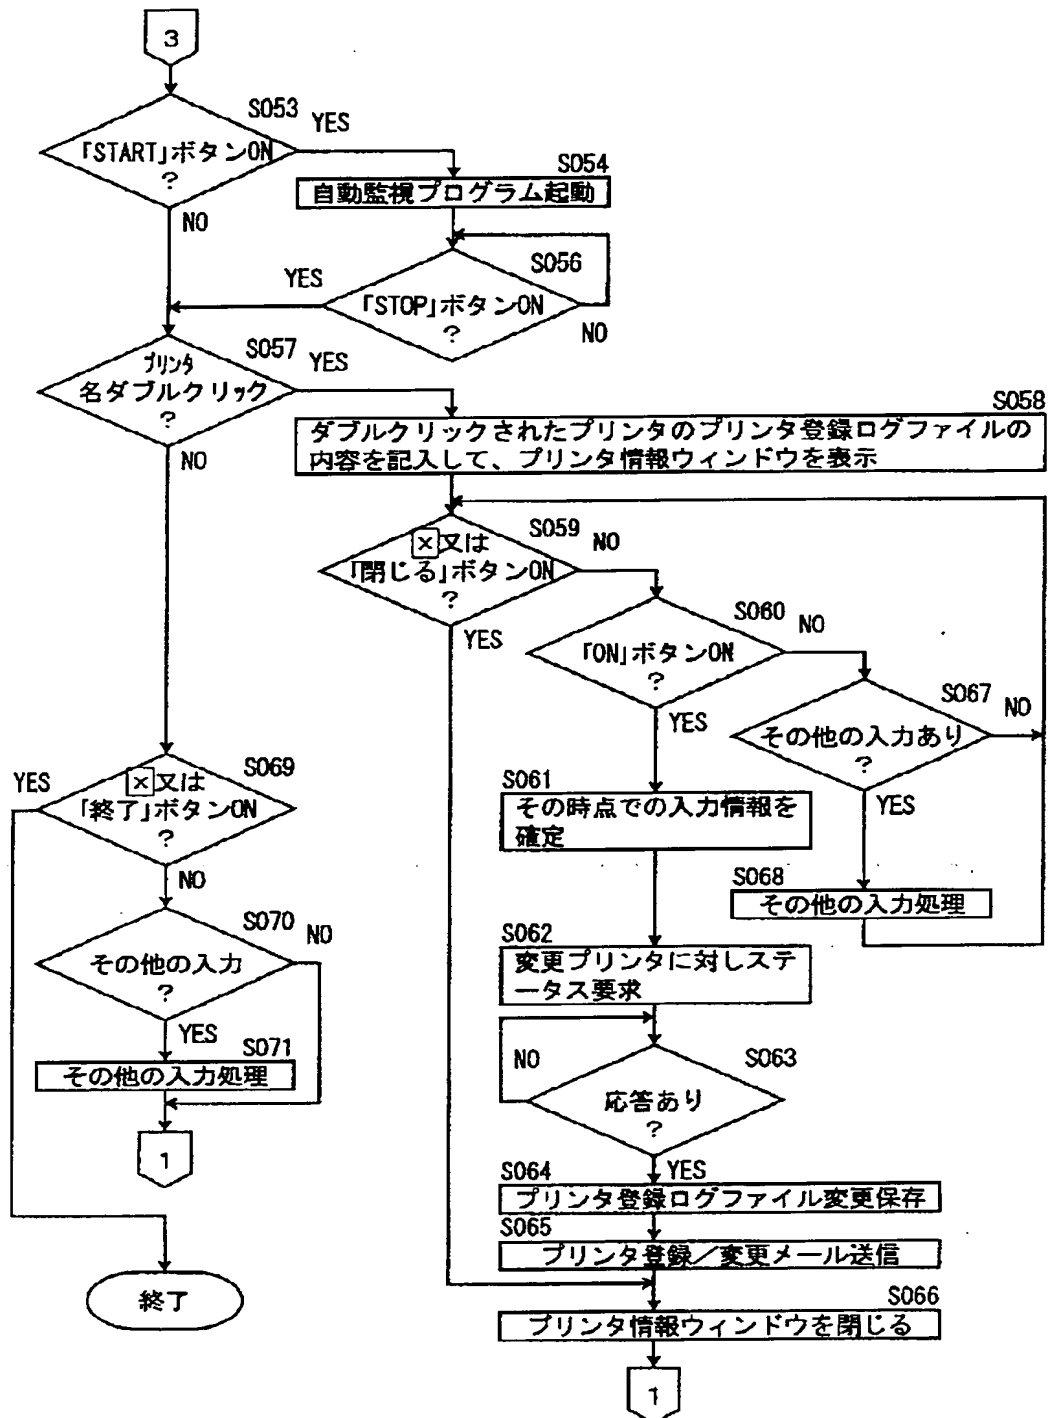 3
S053
YES
「START」ボタンON
?
NO
S054
自動監視プログラム起動
S056
YES
「STOP」ボタンON
?
NO
S057
YES
プリンタ
名ダブルクリック
?
NO
S058
ダブルクリックされたプリンタのプリンタ登録ログファイルの
内容を記入して、プリンタ情報ウィンドウを表示
S059
NO
×又は
「閉じる」ボタンON
?
YES
S060
NO
「ON」ボタンON
?
YES
S067
NO
その他の入力あり
?
YES
S068
その他の入力処理
S061
その時点での入力情報を
確定
S062
変更プリンタに対しステ
ータス要求
NO
S063
応答あり
?
YES
S064
プリンタ登録ログファイル変更保存
S065
プリンタ登録/変更メール送信
S066
プリンタ情報ウィンドウを閉じる
1
YES
S069
×又は
「終了」ボタンON
?
NO
S070
NO
その他の入力
?
YES
S071
その他の入力処理
1
終了